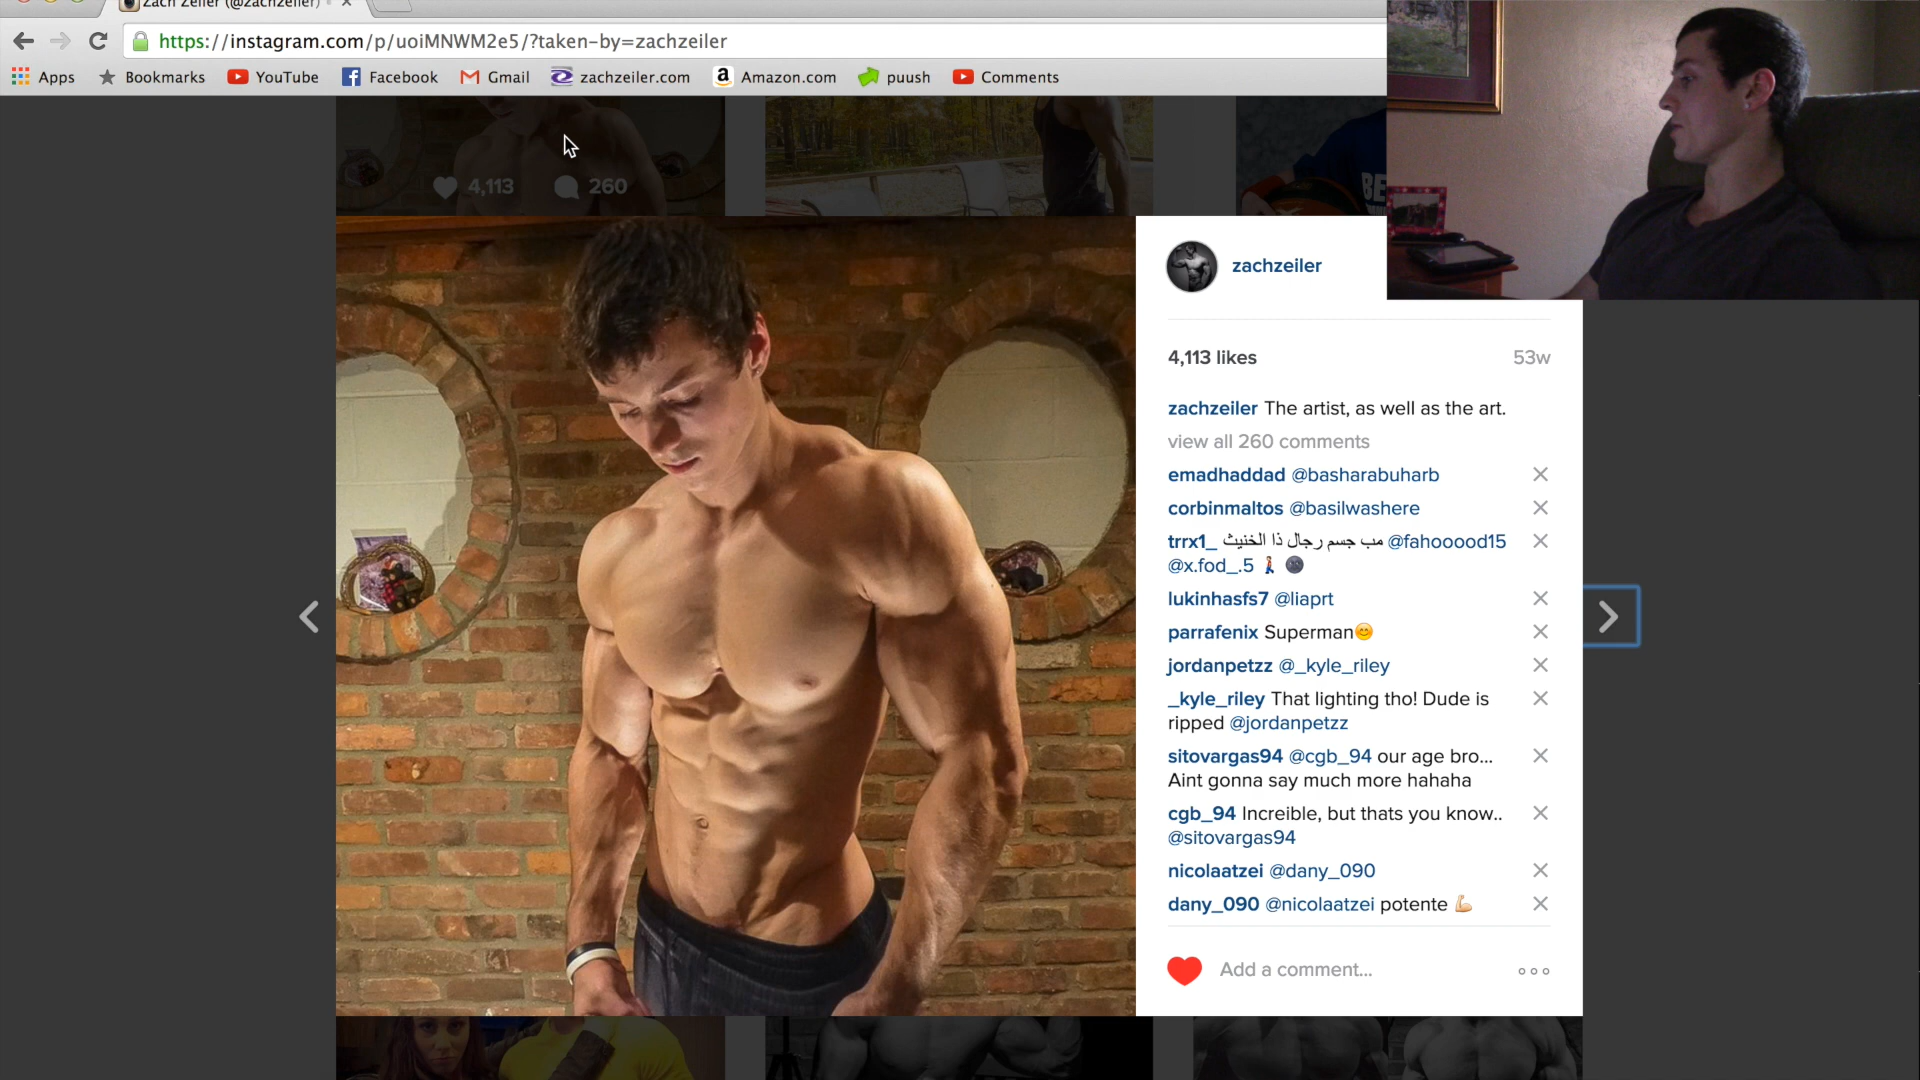 Zach Zeiler (@zachzeiler)
https://instagram.com/p/uoiMNWM2e5/?taken-by=zachzeiler
Apps Bookmarks YouTube Facebook Gmail zachzeiler.com Amazon.com puush Comments
4,113 260
zachzeiler
4,113 likes 53w
zachzeiler The artist, as well as the art.
view all 260 comments
emadhaddad @basharabuharb
corbinmaltos @basilwashere
trrx1_ مب جسم رجال ذا الخنيث @fahooood15
@x.fod_.5 🚶 🌚
lukinhasfs7 @liaprt
parrafenix Superman😊
jordanpetzz @_kyle_riley
_kyle_riley That lighting tho! Dude is
ripped @jordanpetzz
sitovargas94 @cgb_94 our age bro...
Aint gonna say much more hahaha
cgb_94 Increible, but thats you know..
@sitovargas94
nicolaatzei @dany_090
dany_090 @nicolaatzei potente 💪
Add a comment...